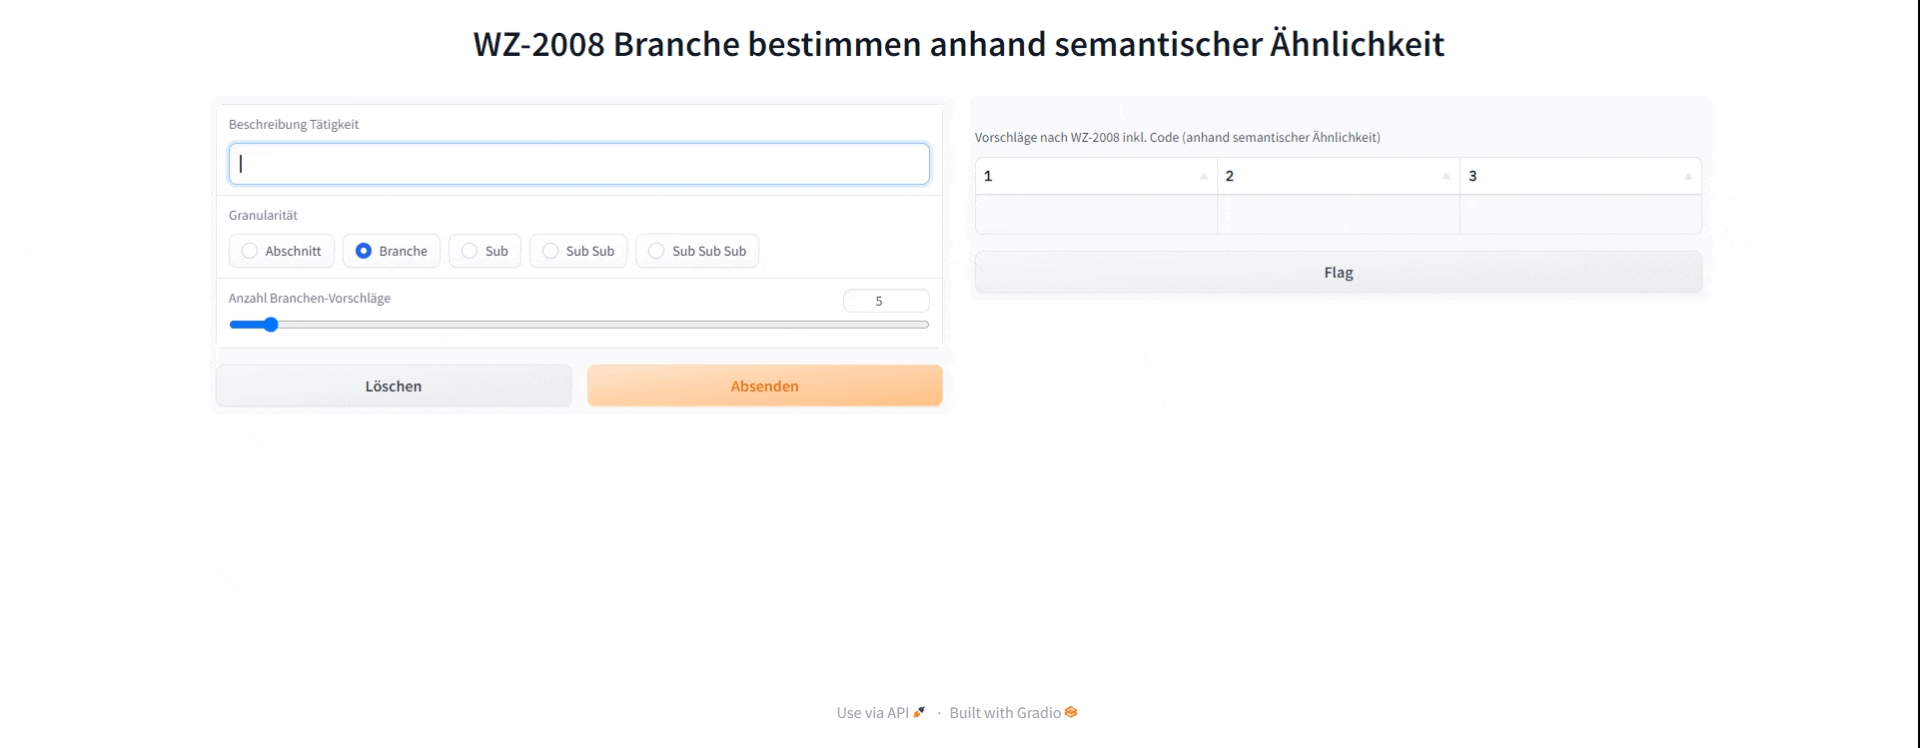 WZ-2008 Branche bestimmen anhand semantischer Ähnlichkeit
Beschreibung Tätigkeit
Granularität
Abschnitt Branche Sub Sub Sub Sub Sub Sub
Anzahl Branchen-Vorschläge 5
Löschen Absenden
Vorschläge nach WZ-2008 inkl. Code (anhand semantischer Ähnlichkeit)
1 2 3
Flag
Use via API · Built with Gradio